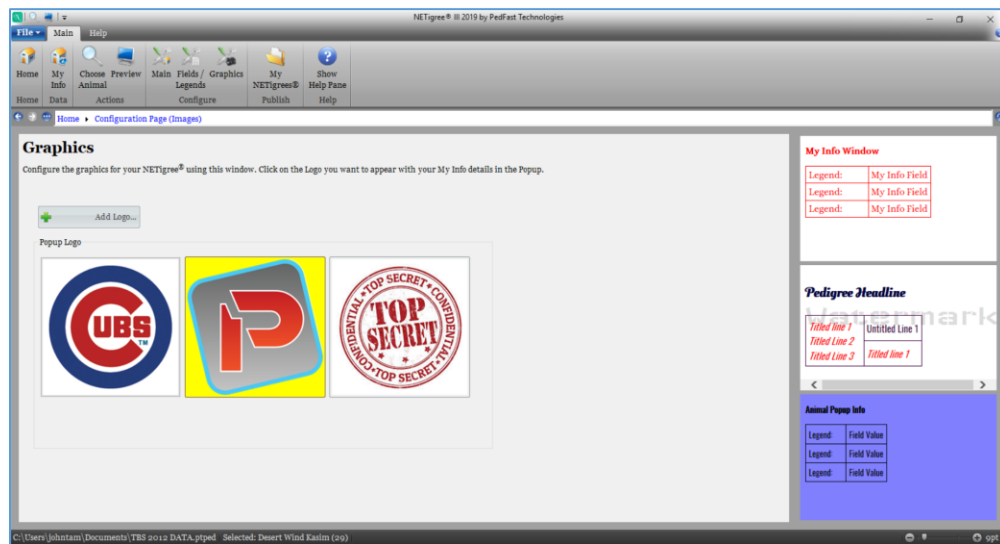 NETigree® III 2019 by PedFast Technologies
File Main Help
Home My Info Choose Animal Preview Main Fields / Legends Graphics My NETigrees® Show Help Pane
Home Data Actions Configure Publish Help
Home Configuration Page (Images)
Graphics
Configure the graphics for your NETigree® using this window. Click on the Logo you want to appear with your My Info details in the Popup.
Add Logo...
Popup Logo
CUBS
TM
TOP SECRET
CONFIDENTIAL
TOP
SECRET
TOP SECRET
CONFIDENTIAL
My Info Window
Legend: My Info Field
Legend: My Info Field
Legend: My Info Field
Pedigree Headline
Watermark
Titled line 1 Untitled Line 1
Titled Line 2
Titled Line 3 Titled line 1
Animal Popup Info
Legend: Field Value
Legend: Field Value
Legend: Field Value
C:\Users\johntam\Documents\TBS 2012 DATA.ptped Selected: Desert Wind Kasim (29)
9pt